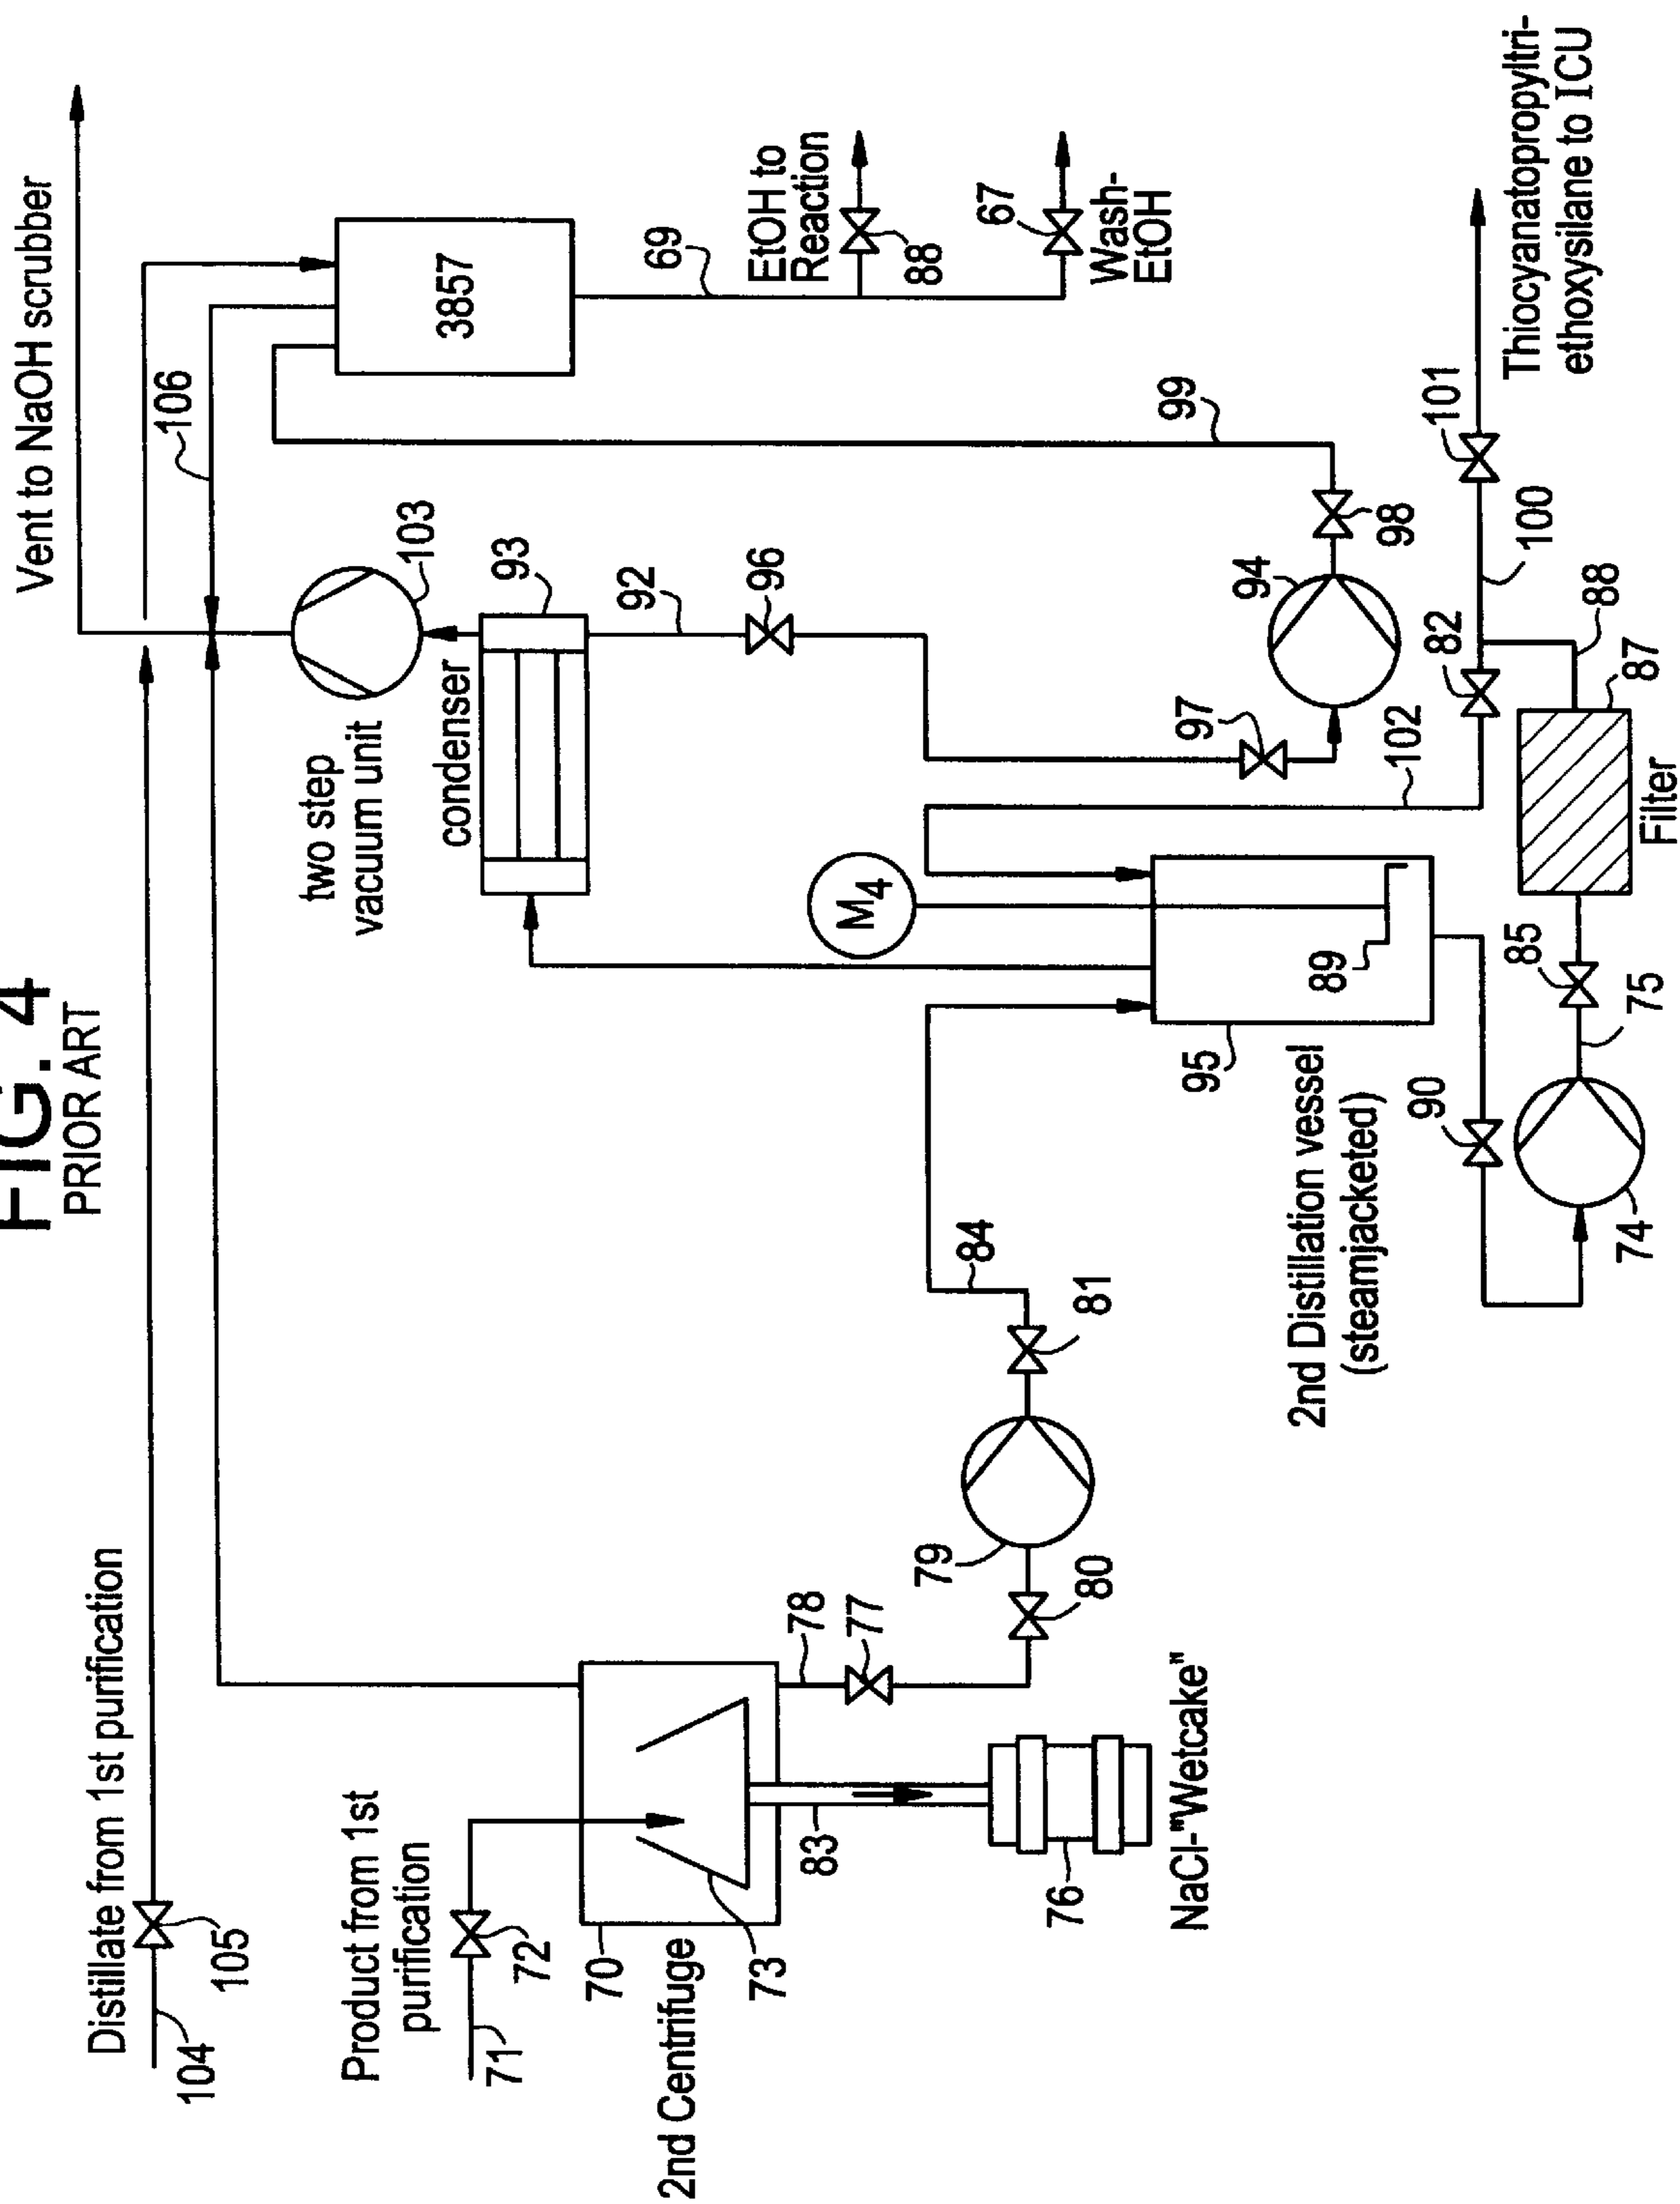 FIG. 4
PRIOR ART
Vent to NaOH scrubber
Distillate from 1st purification
104
105
106
3857
69
EtOH to
Reaction
88
67
Wash-
EtOH
103
two step
vacuum unit
93
condenser
92
96
97
94
98
99
Product from 1st
purification
71
72
70
2nd Centrifuge
73
83
76
NaCl-"Wetcake"
78
77
80
79
81
84
M4
89
95
2nd Distillation vessel
(steamjacketed)
90
74
75
85
87
Filter
88
82
102
100
101
Thiocyanatopropyltri-
ethoxysilane to ICU